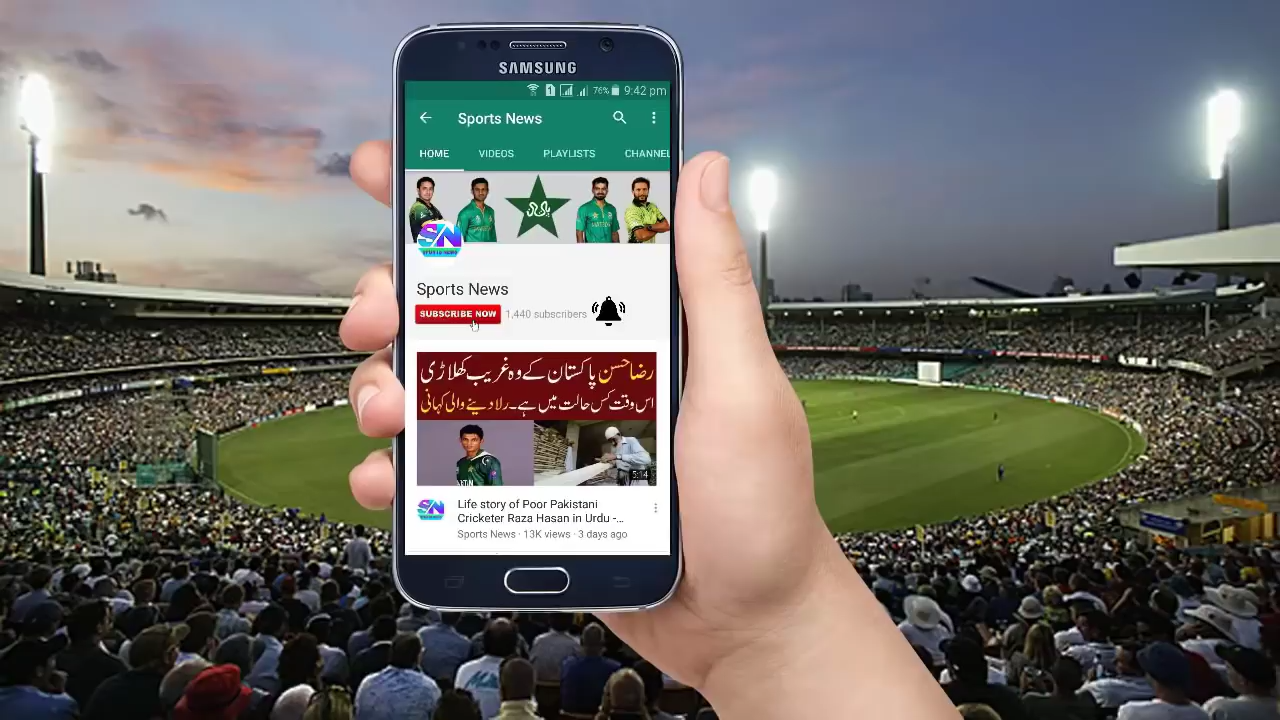 SAMSUNG
76% 9:42 pm
Sports News
HOME VIDEOS PLAYLISTS CHANNEL
SN
Sports News
SUBSCRIBE NOW 1,440 subscribers
رضا حسن پاکستان کے وہ غریب کھلاڑی
اس وقت کس حالت میں ہے۔ رلا دینے والی کہانی
5:14
SN
Life story of Poor Pakistani
Cricketer Raza Hasan in Urdu -...
Sports News · 13K views · 3 days ago